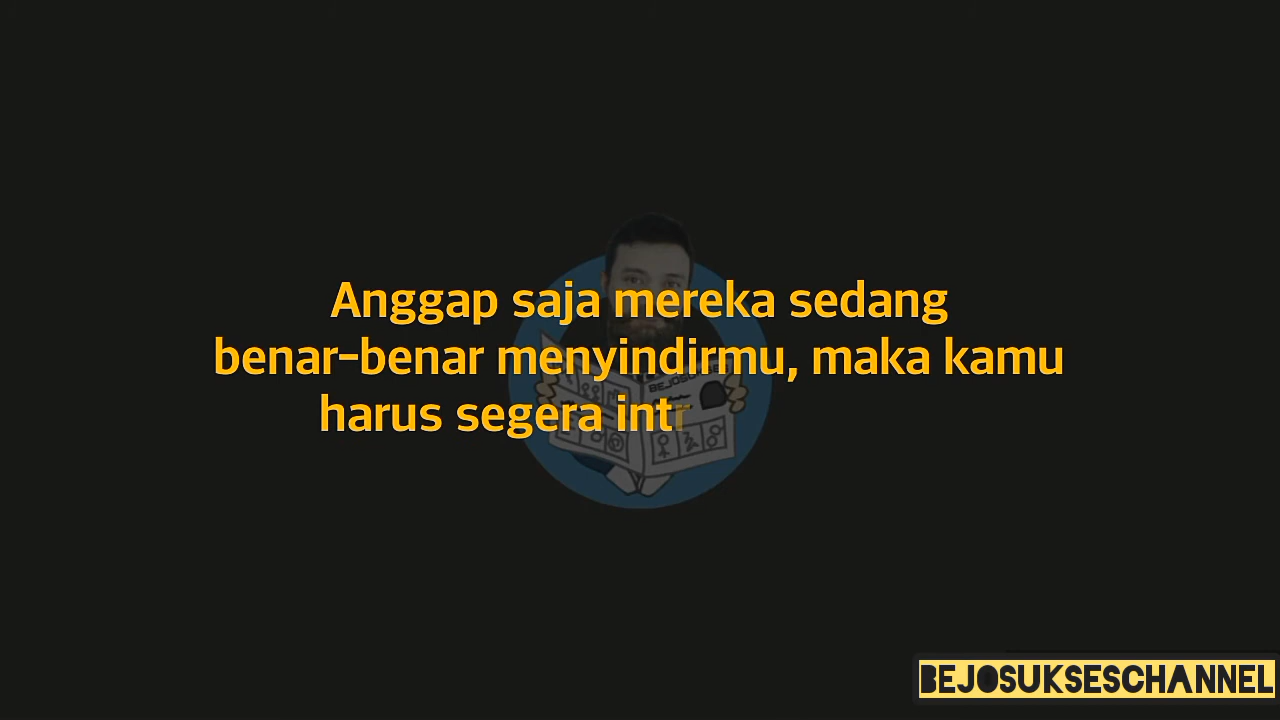 Anggap saja mereka sedang
benar-benar menyindirmu, maka kamu
harus segera intr
BEJOSUKSESCHANNEL